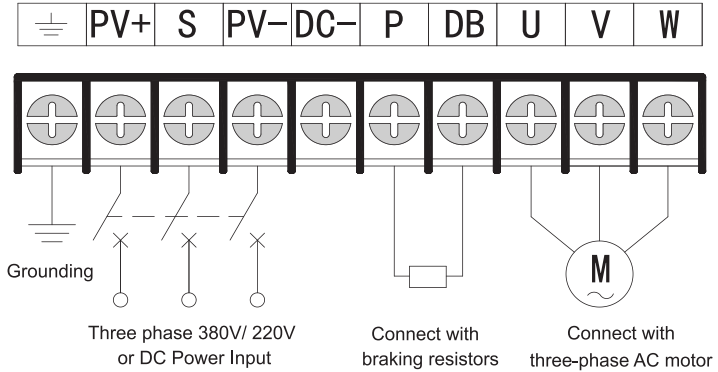 PV+ S PV- DC- P DB U V W
Grounding
Three phase 380V/ 220V
or DC Power Input
Connect with
braking resistors
M
Connect with
three-phase AC motor